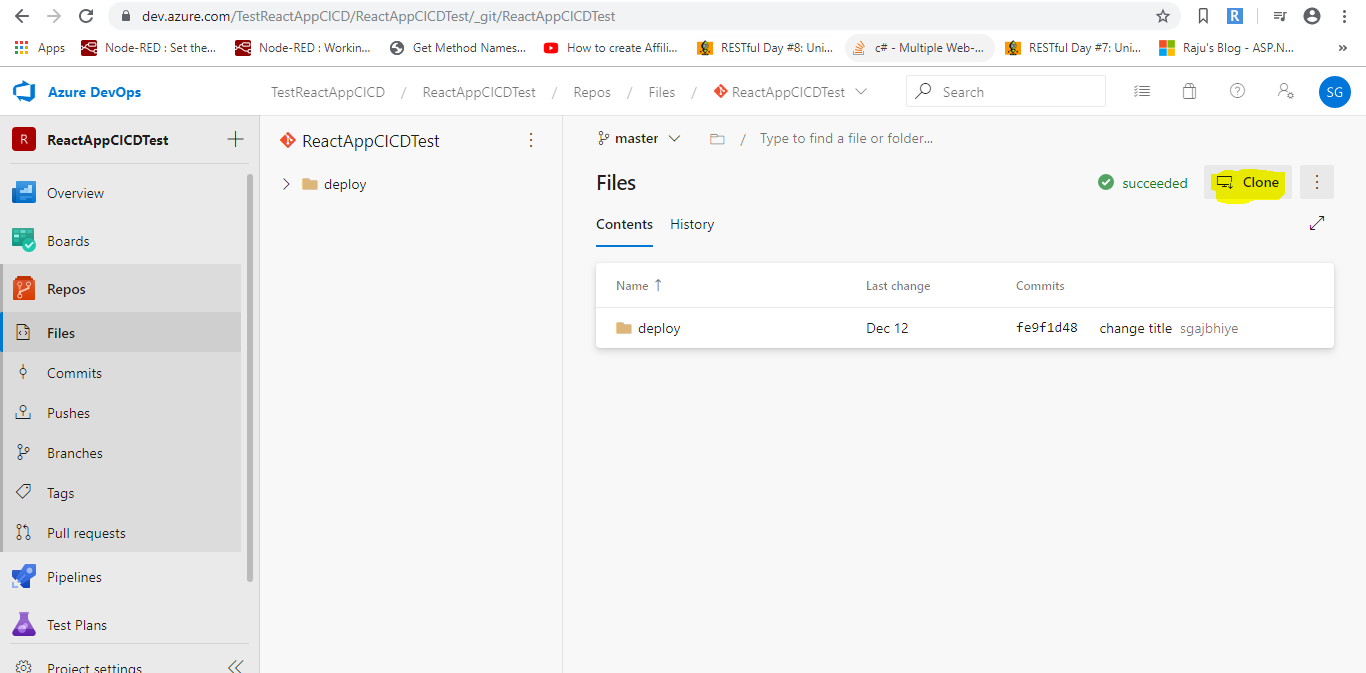 dev.azure.com/TestReactAppCICD/ReactAppCICDTest/_git/ReactAppCICDTest
R
Apps
Node-RED : Set the...
Node-RED : Workin...
Get Method Names...
How to create Affili...
RESTful Day #8: Uni...
c# - Multiple Web-...
RESTful Day #7: Uni...
Raju's Blog - ASP.N...
»
Azure DevOps
TestReactAppCICD / ReactAppCICDTest / Repos / Files / ReactAppCICDTest
Search
SG
R
ReactAppCICDTest
Overview
Boards
Repos
Files
Commits
Pushes
Branches
Tags
Pull requests
Pipelines
Test Plans
Project settings
ReactAppCICDTest
deploy
master
/ Type to find a file or folder...
Files
succeeded
Clone
Contents
History
Name Last change Commits
deploy Dec 12 fe9f1d48 change title sgajbhiye